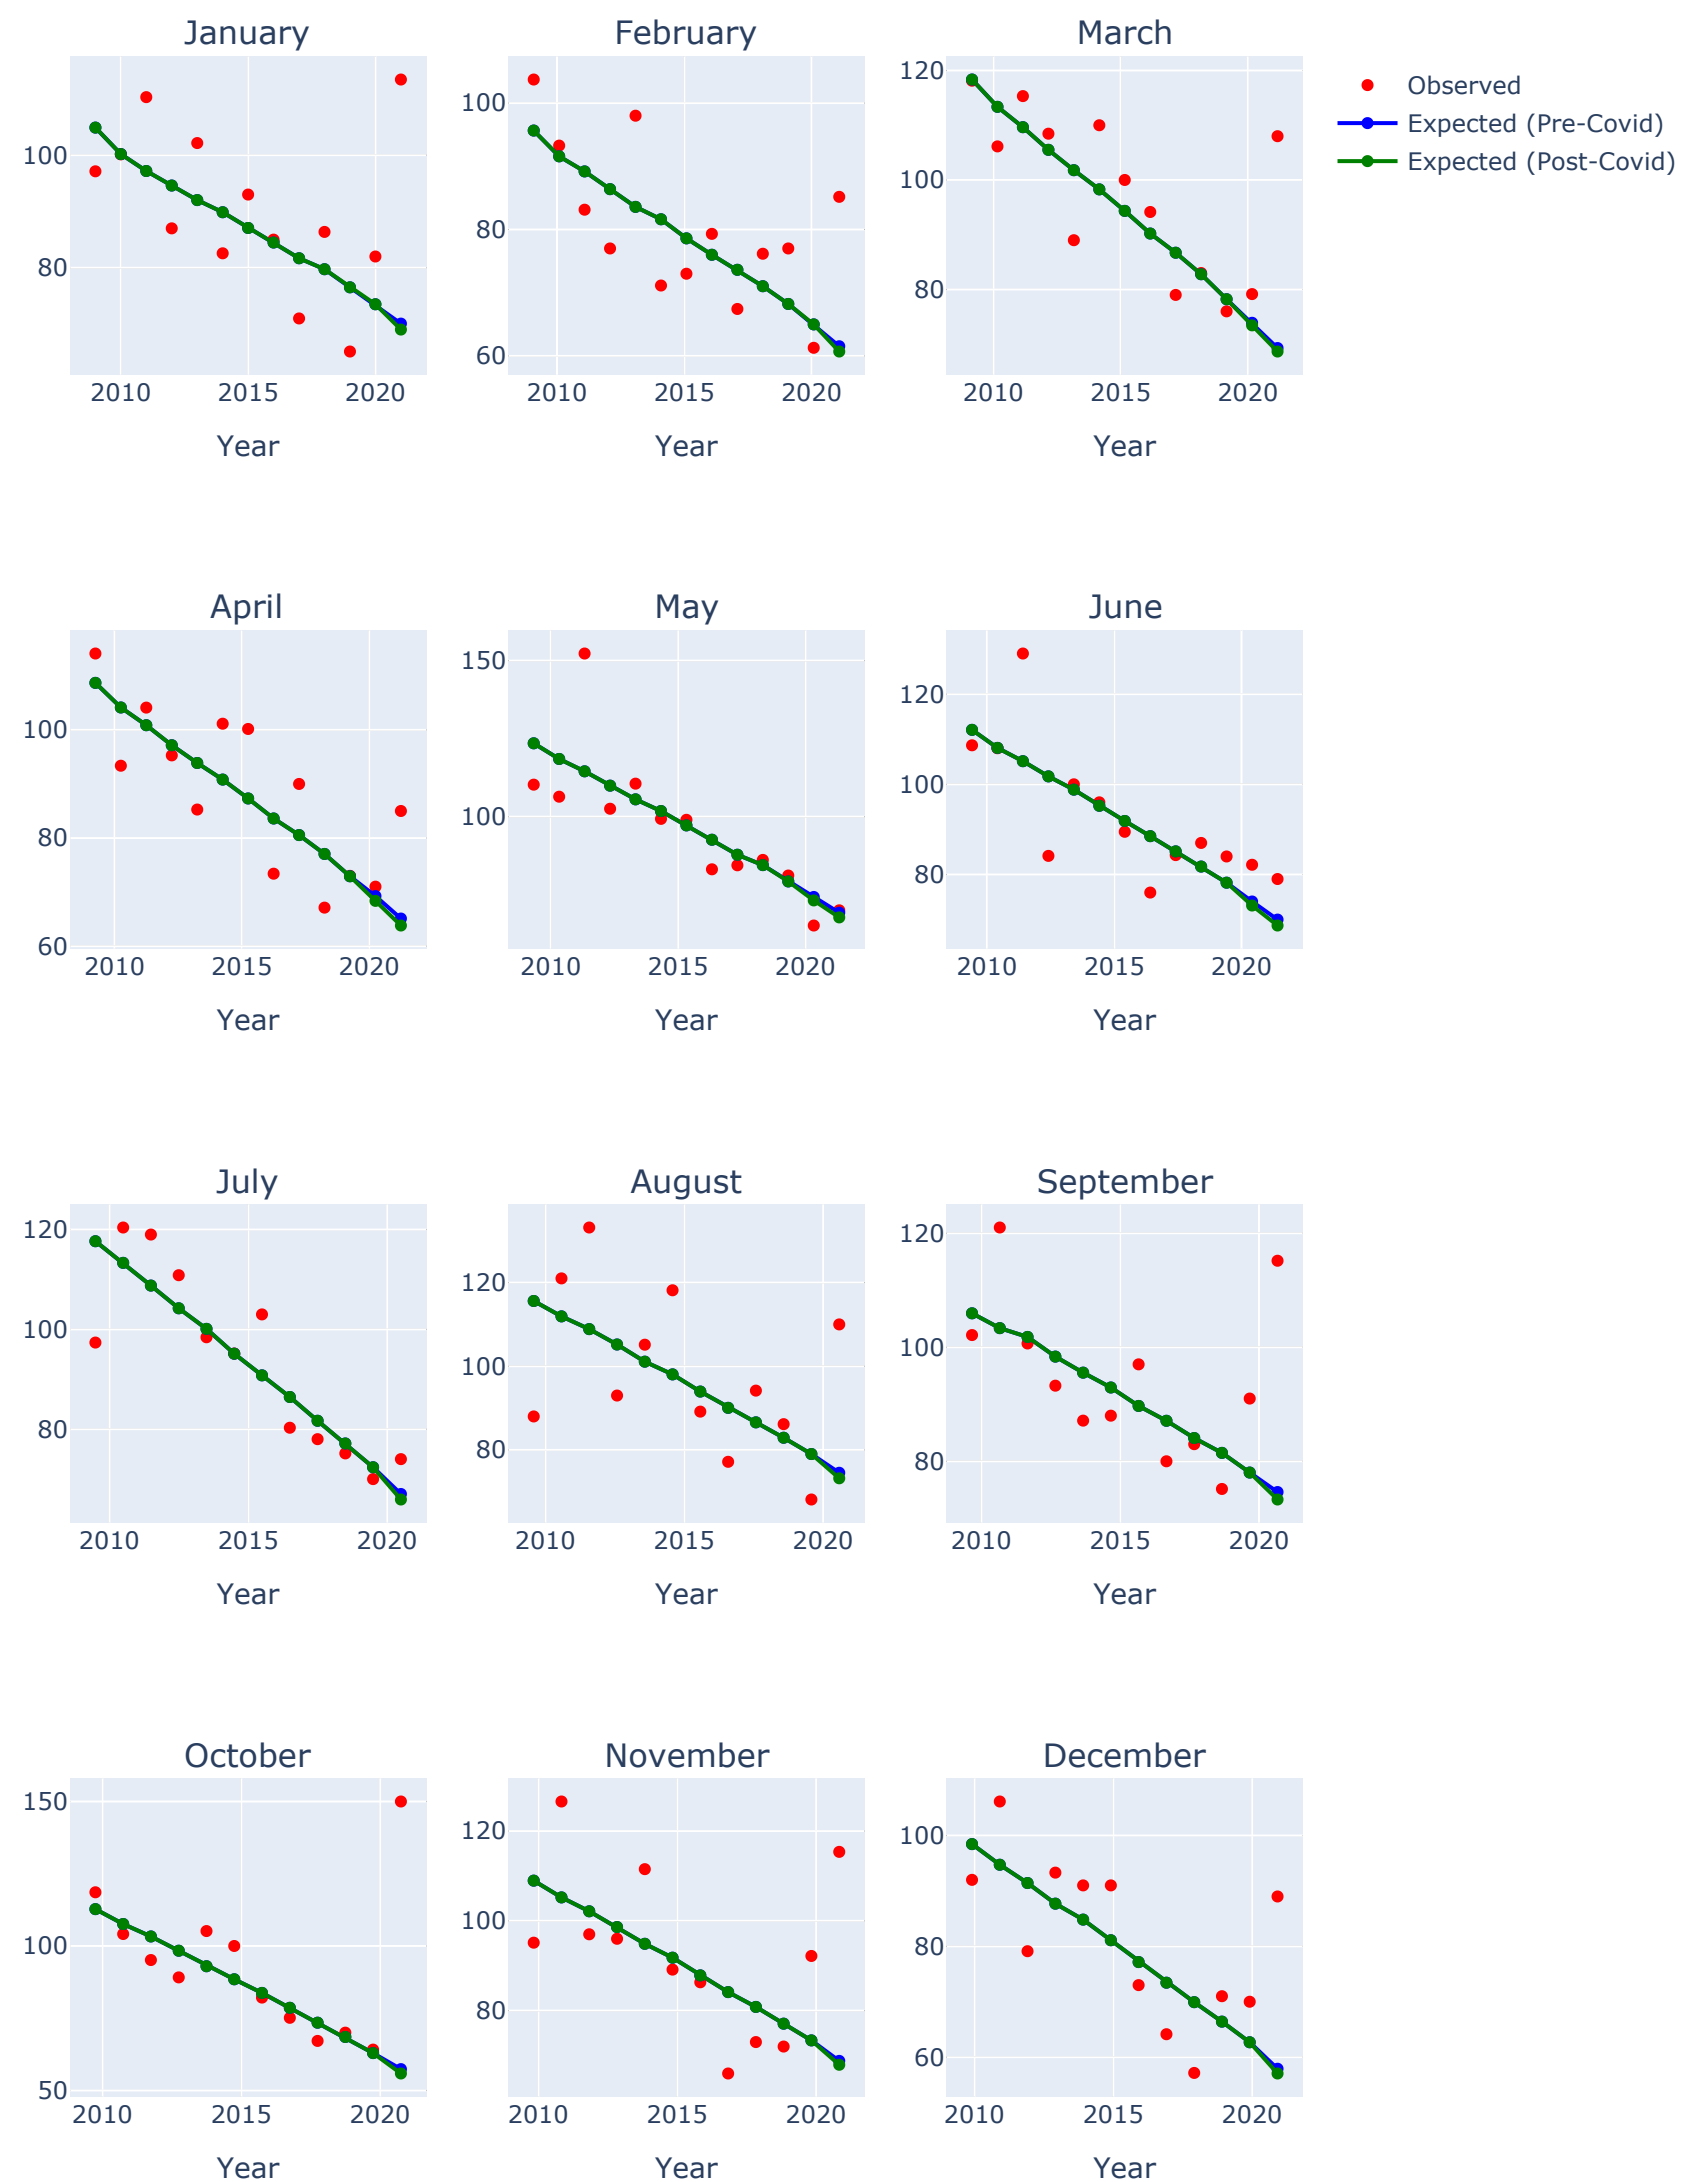 January
February
March
120
100
80
100
80
60
100
80
2010
2015
2020
2010
2015
2020
2010
2015
2020
Year
Year
Year
Observed
Expected (Pre-Covid)
Expected (Post-Covid)
April
May
June
100
80
60
150
100
120
100
80
2010
2015
2020
2010
2015
2020
2010
2015
2020
Year
Year
Year
July
August
September
120
100
80
120
100
80
120
100
80
2010
2015
2020
2010
2015
2020
2010
2015
2020
Year
Year
Year
October
November
December
150
100
50
120
100
80
100
80
60
2010
2015
2020
2010
2015
2020
2010
2015
2020
Year
Year
Year